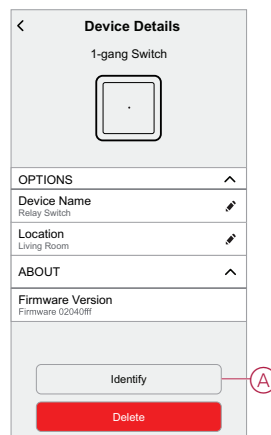 Device Details
1-gang Switch
OPTIONS
Device Name
Relay Switch
Location
Living Room
ABOUT
Firmware Version
Firmware 02040fff
Identify
A
Delete